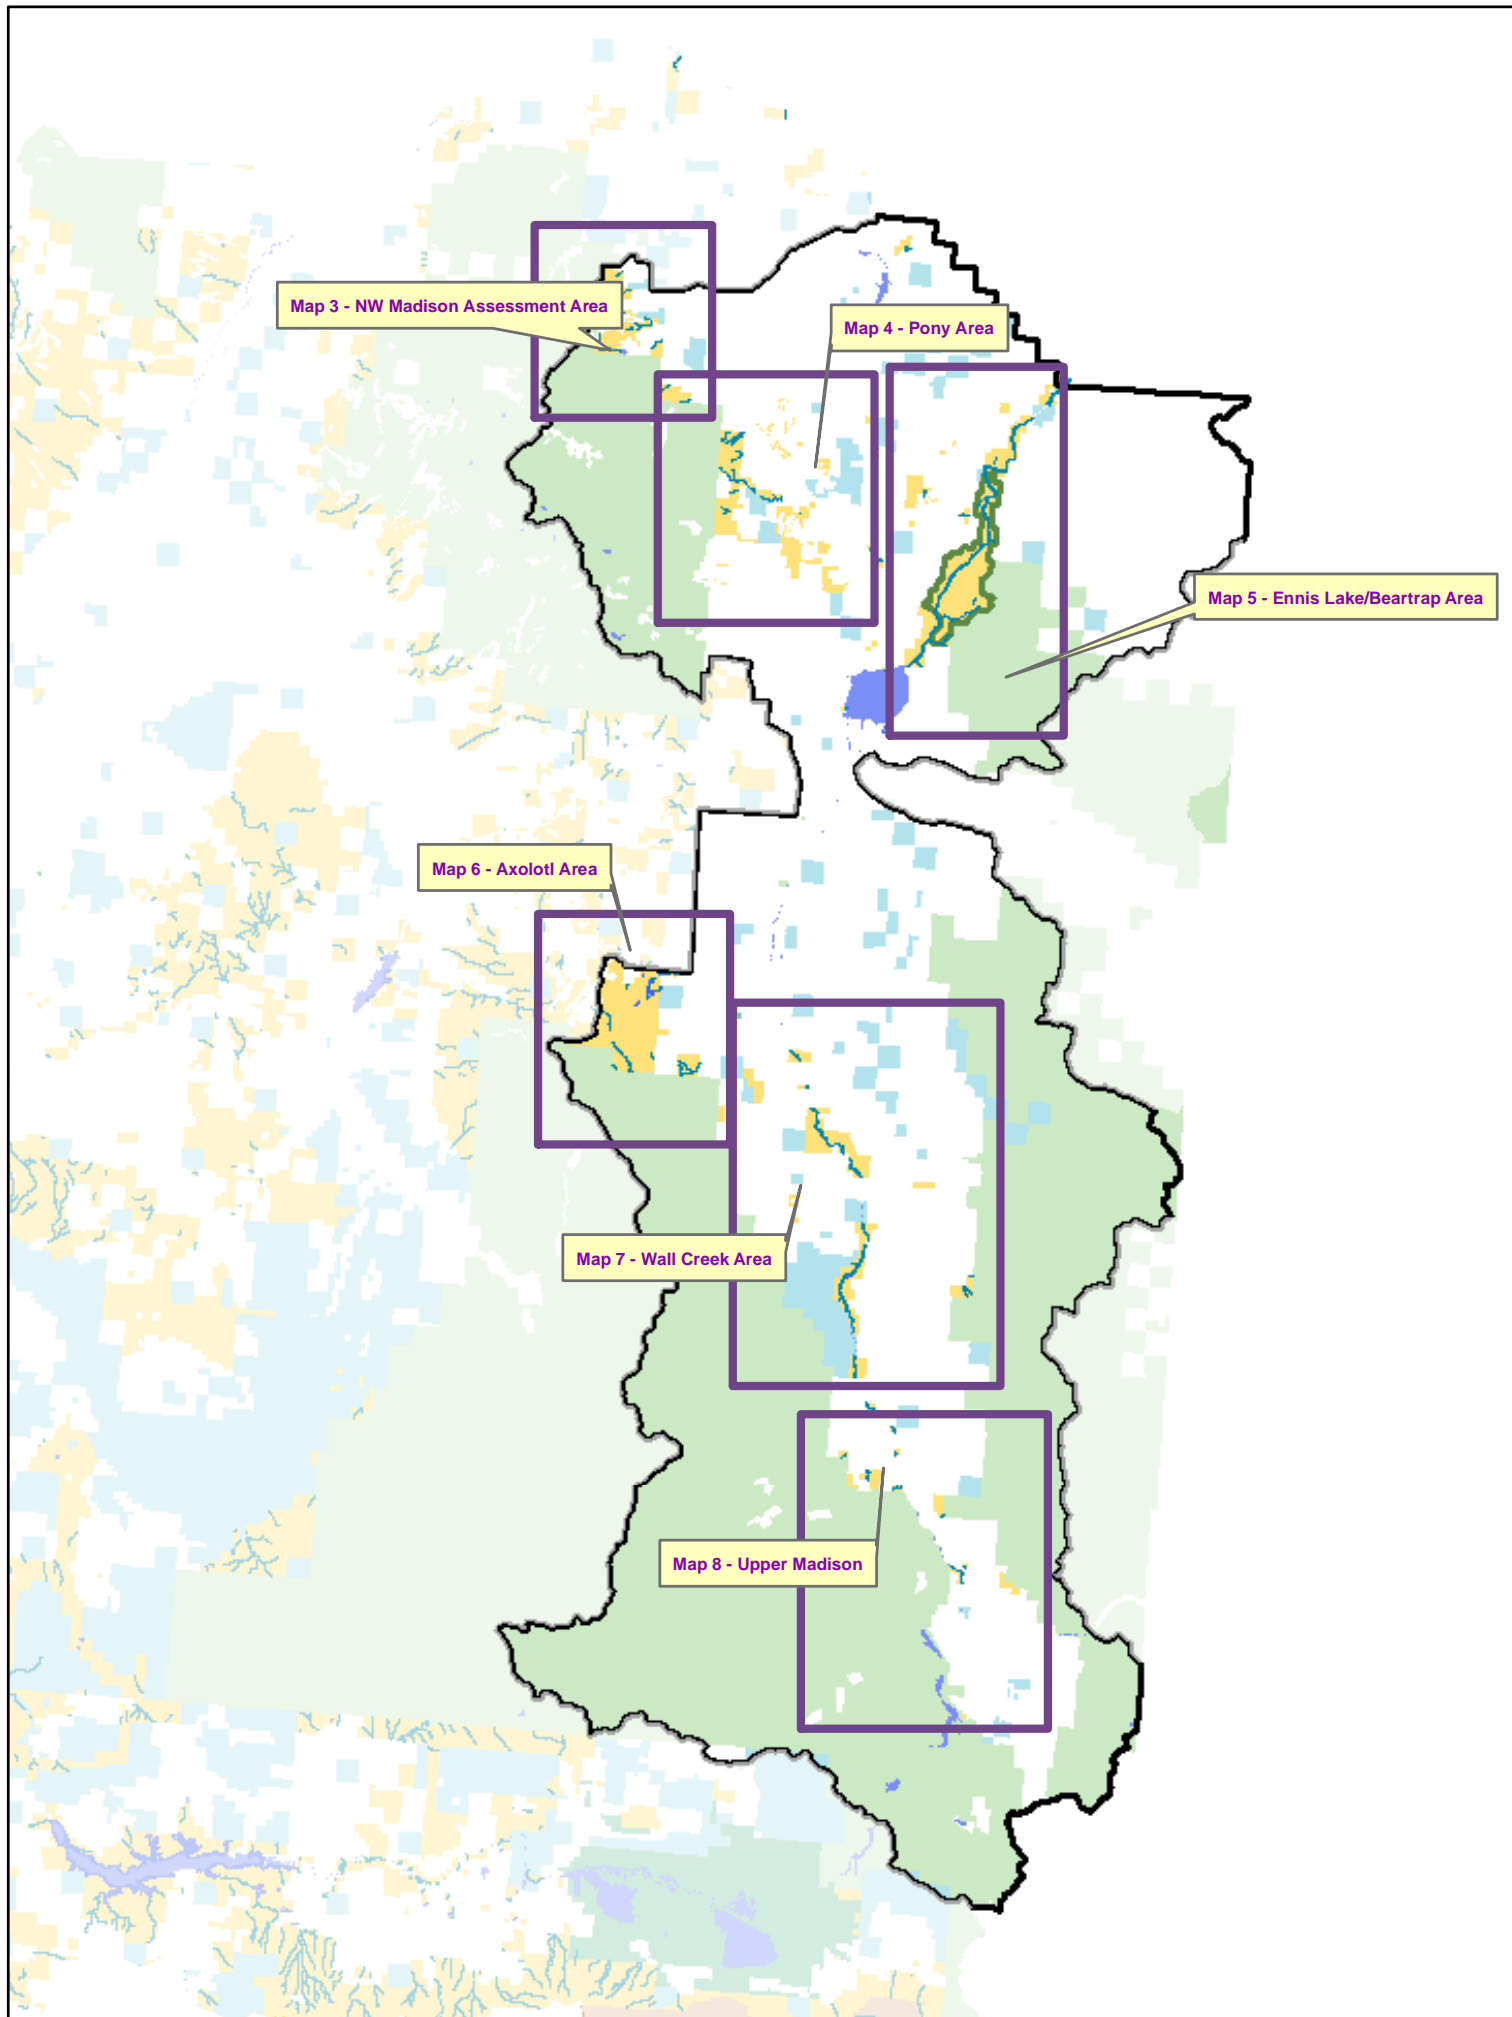 Map 3 - NW Madison Assessment Area
Map 4 - Pony Area
Map 5 - Ennis Lake/Beartrap Area
Map 6 - Axolotl Area
Map 7 - Wall Creek Area
Map 8 - Upper Madison